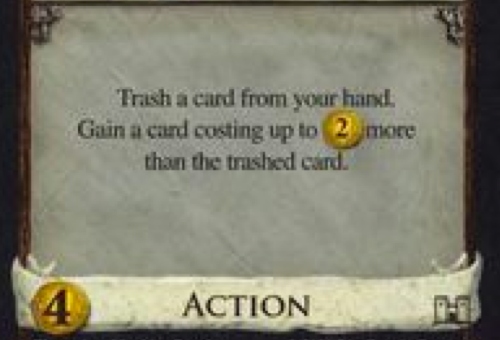 Trash a card from your hand.
Gain a card costing up to 2 more
than the trashed card.
4 ACTION